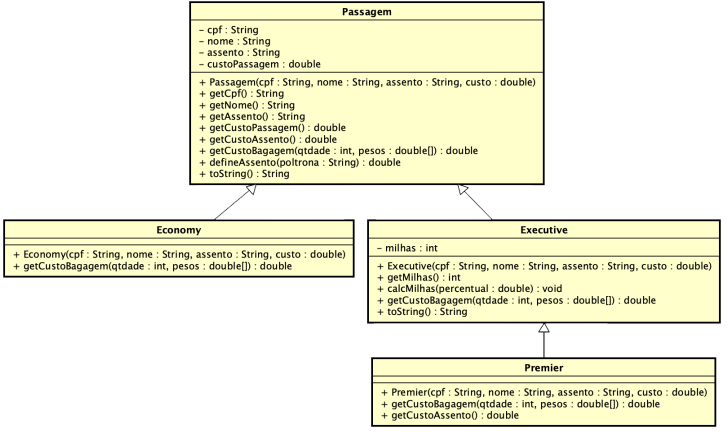 Passagem
– cpf : String
– nome : String
– assento : String
– custoPassagem : double
+ Passagem(cpf : String, nome : String, assento : String, custo : double)
+ getCpf() : String
+ getNome() : String
+ getAssento() : String
+ getCustoPassagem() : double
+ getCustoAssento() : double
+ getCustoBagagem(qtdade : int, pesos : double[]) : double
+ defineAssento(poltrona : String) : double
+ toString() : String
Economy
+ Economy(cpf : String, nome : String, assento : String, custo : double)
+ getCustoBagagem(qtdade : int, pesos : double[]) : double
Executive
– milhas : int
+ Executive(cpf : String, nome : String, assento : String, custo : double)
+ getMilhas() : int
+ calcMilhas(percentual : double) : void
+ getCustoBagagem(qtdade : int, pesos : double[]) : double
+ toString() : String
Premier
+ Premier(cpf : String, nome : String, assento : String, custo : double)
+ getCustoBagagem(qtdade : int, pesos : double[]) : double
+ getCustoAssento() : double